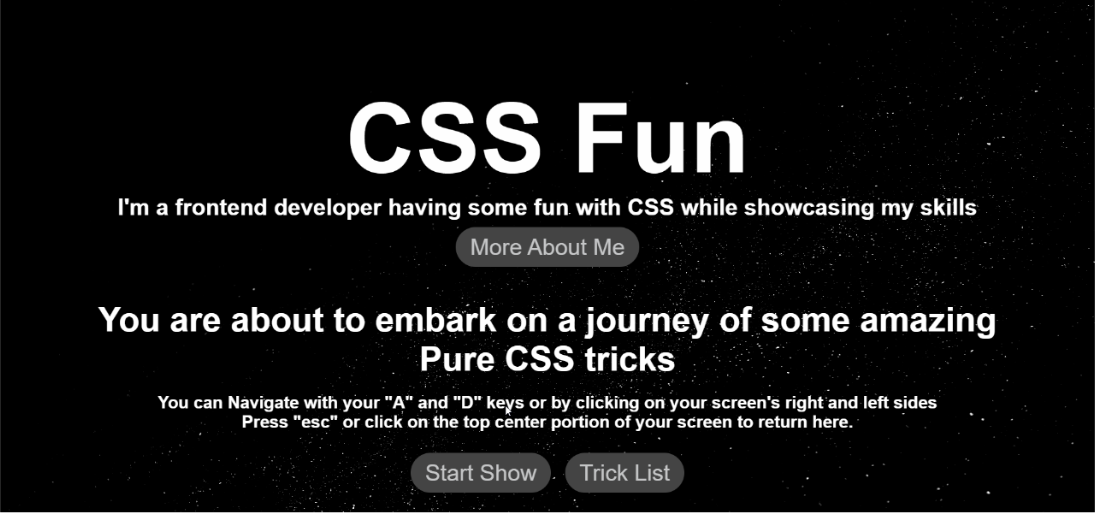 CSS Fun
I'm a frontend developer having some fun with CSS while showcasing my skills
More About Me
You are about to embark on a journey of some amazing
Pure CSS tricks
You can Navigate with your "A" and "D" keys or by clicking on your screen's right and left sides
Press "esc" or click on the top center portion of your screen to return here.
Start Show
Trick List